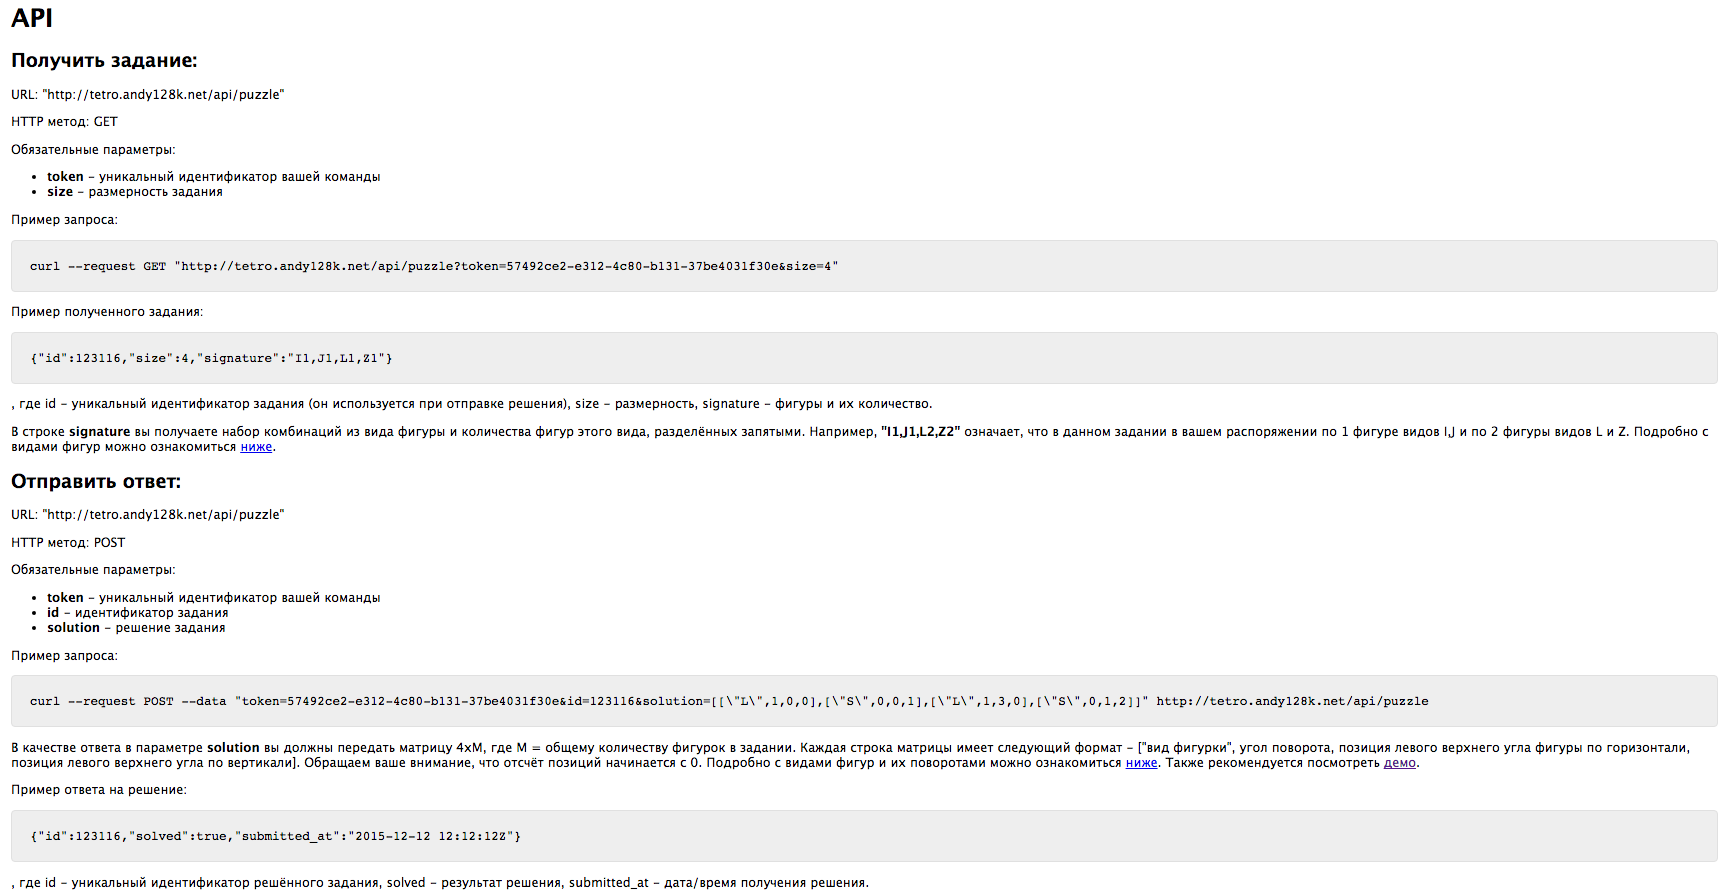 API
Получить задание:
URL: "http://tetro.andy128k.net/api/puzzle"
HTTP метод: GET
Обязательные параметры:
• token – уникальный идентификатор вашей команды
• size – размерность задания
Пример запроса:
curl --request GET "http://tetro.andy128k.net/api/puzzle?token=57492ce2-e312-4c80-b131-37be4031f30e&size=4"
Пример полученного задания:
{"id":123116,"size":4,"signature":"I1,J1,L1,Z1"}
, где id – уникальный идентификатор задания (он используется при отправке решения), size – размерность, signature – фигуры и их количество.
В строке signature вы получаете набор комбинаций из вида фигуры и количества фигур этого вида, разделённых запятыми. Например, "I1,J1,L2,Z2" означает, что в данном задании в вашем распоряжении по 1 фигуре видов I,J и по 2 фигуры видов L и Z. Подробно с
видами фигур можно ознакомиться ниже.
Отправить ответ:
URL: "http://tetro.andy128k.net/api/puzzle"
HTTP метод: POST
Обязательные параметры:
• token – уникальный идентификатор вашей команды
• id – идентификатор задания
• solution – решение задания
Пример запроса:
curl --request POST --data "token=57492ce2-e312-4c80-b131-37be4031f30e&id=123116&solution=[[\"L\",1,0,0],[\"S\",0,0,1],[\"L\",1,3,0],[\"S\",0,1,2]]" http://tetro.andy128k.net/api/puzzle
В качестве ответа в параметре solution вы должны передать матрицу 4xM, где M = общему количеству фигурок в задании. Каждая строка матрицы имеет следующий формат – ["вид фигурки", угол поворота, позиция левого верхнего угла фигуры по горизонтали,
позиция левого верхнего угла по вертикали]. Обращаем ваше внимание, что отсчёт позиций начинается с 0. Подробно с видами фигур и их поворотами можно ознакомиться ниже. Также рекомендуется посмотреть демо.
Пример ответа на решение:
{"id":123116,"solved":true,"submitted_at":"2015-12-12 12:12:12Z"}
, где id – уникальный идентификатор решённого задания, solved – результат решения, submitted_at – дата/время получения решения.